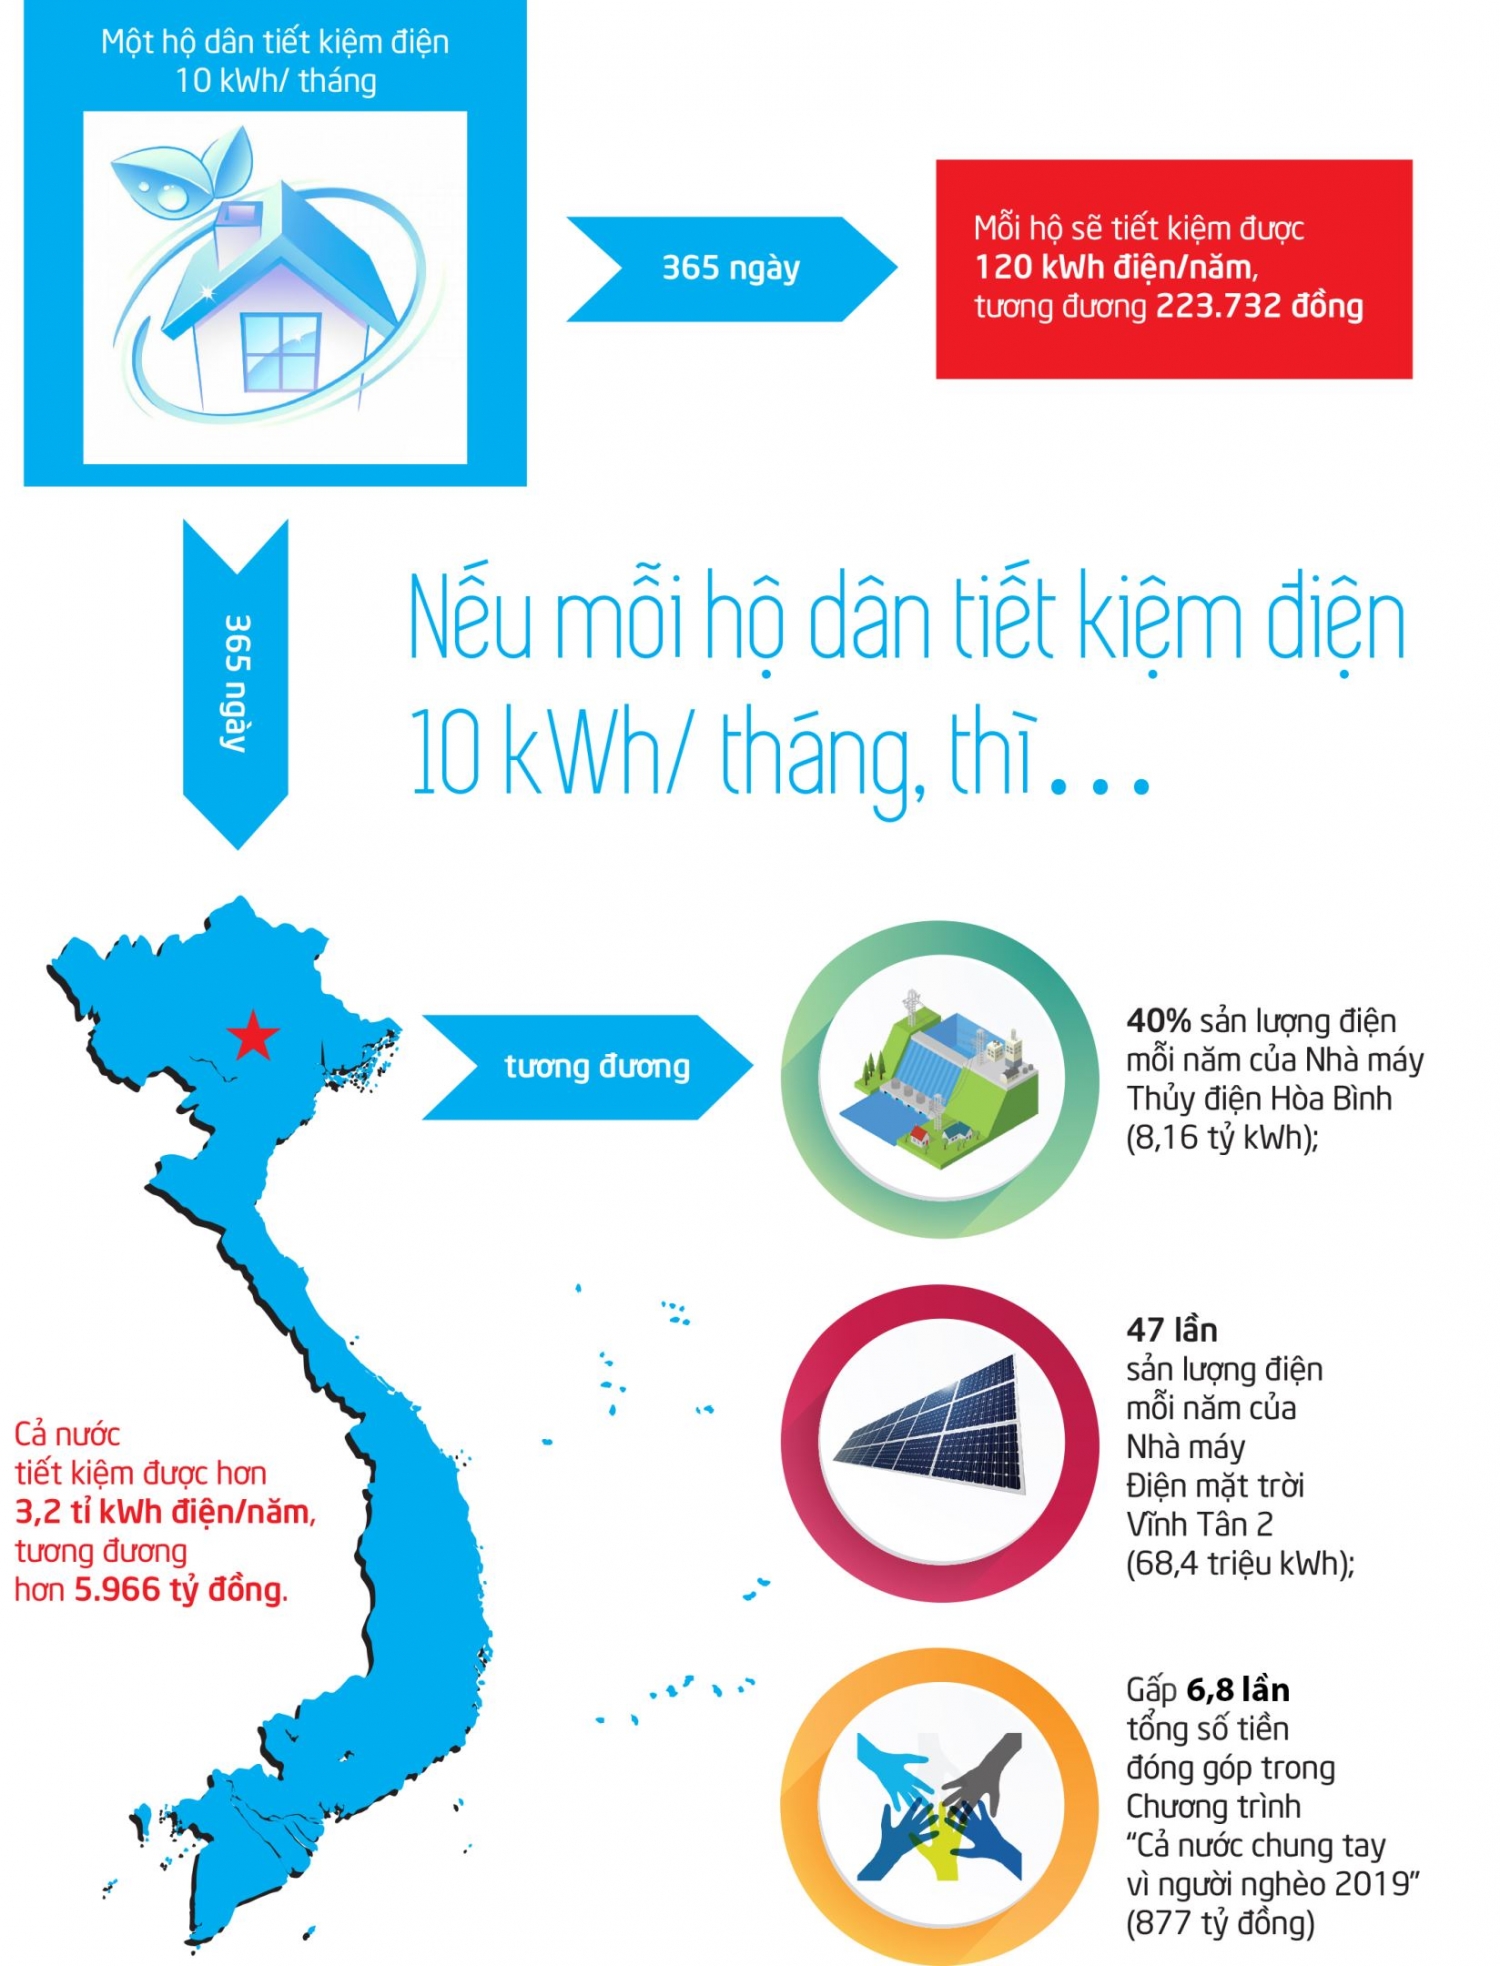 Một hộ dân tiết kiệm điện
10 kWh/ tháng
365 ngày
Mỗi hộ sẽ tiết kiệm được
120 kWh điện/năm,
tương đương 223.732 đồng
365 ngày
Nếu mỗi hộ dân tiết kiệm điện
10 kWh/ tháng, thì...
tương đương
40% sản lượng điện
mỗi năm của Nhà máy
Thủy điện Hòa Bình
(8,16 tỷ kWh);
47 lần
sản lượng điện
mỗi năm của
Nhà máy
Điện mặt trời
Vĩnh Tân 2
(68,4 triệu kWh);
Cả nước
tiết kiệm được hơn
3,2 tỉ kWh điện/năm,
tương đương
hơn 5.966 tỷ đồng.
Gấp 6,8 lần
tổng số tiền
đóng góp trong
Chương trình
“Cả nước chung tay
vì người nghèo 2019”
(877 tỷ đồng)